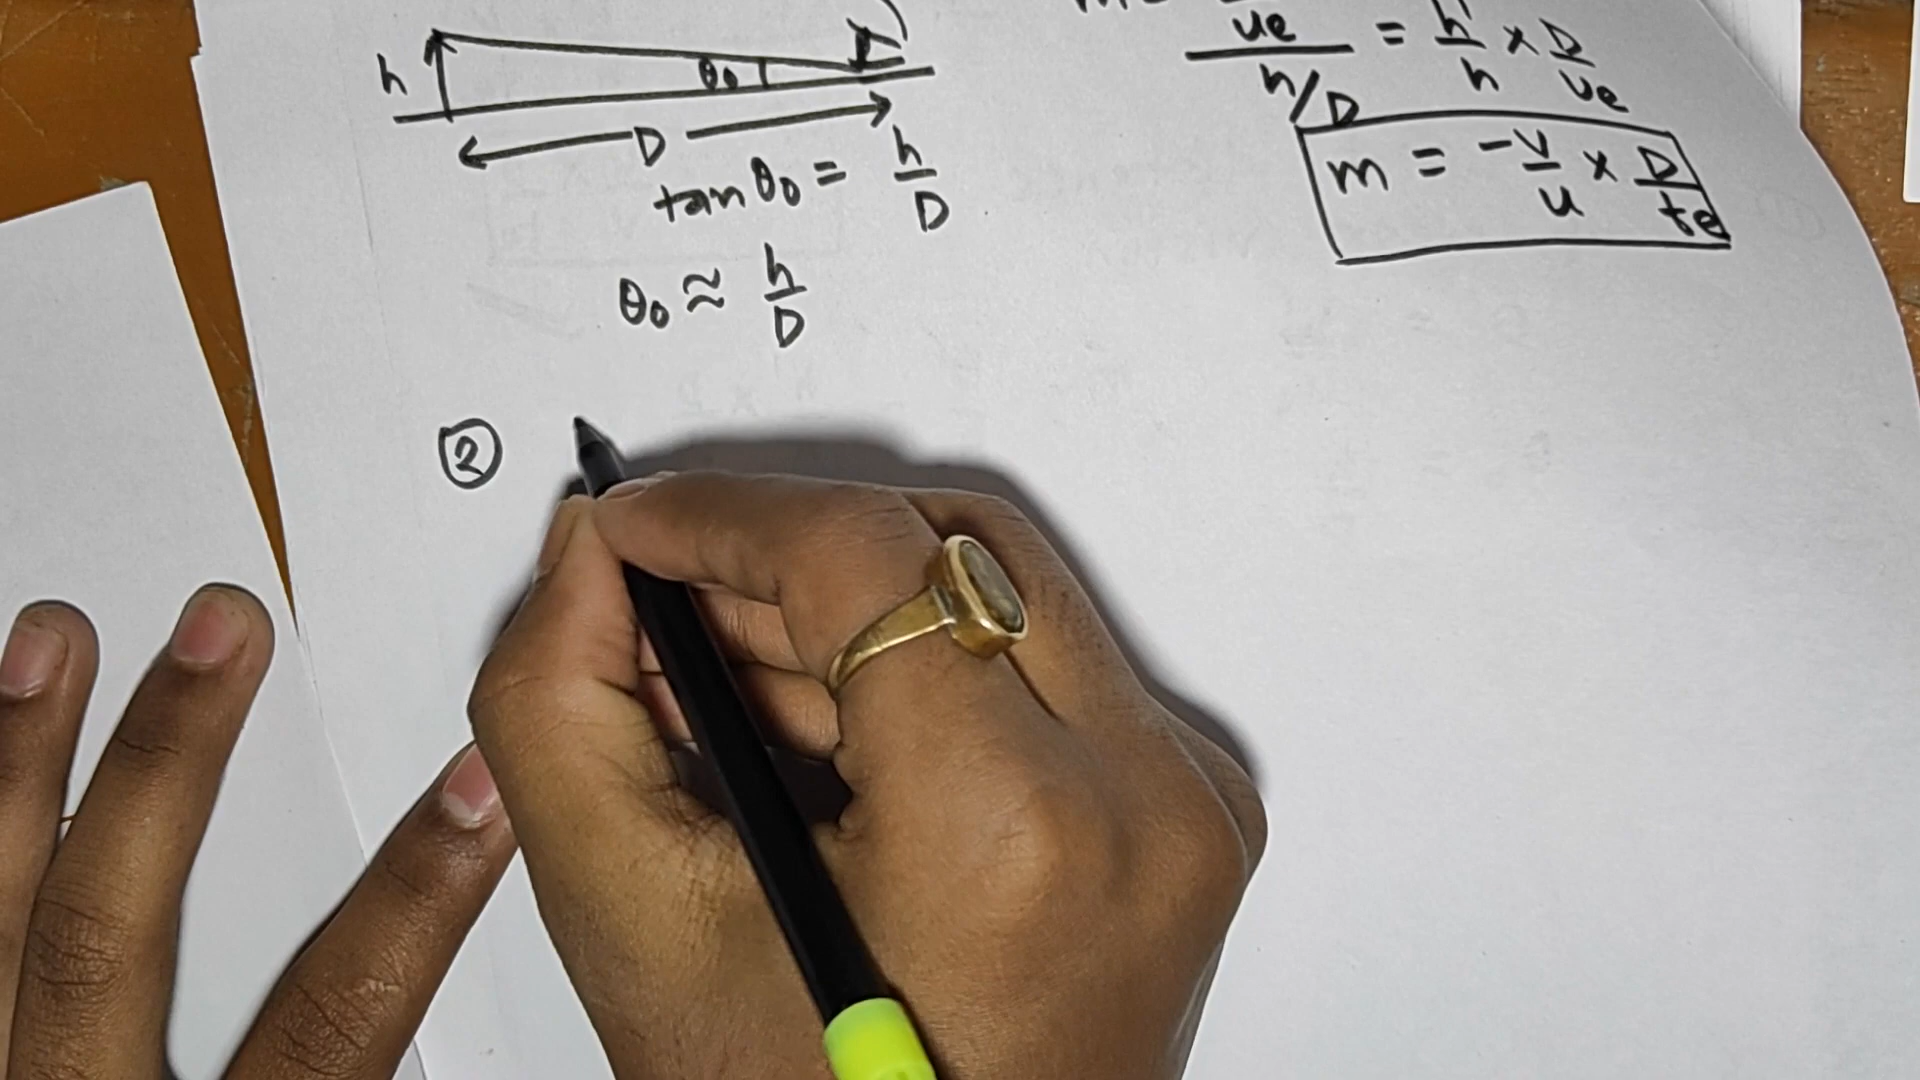 h θ₀
D
tan θ₀ = h/D
θ₀ ≈ h/D
②
ue / h/D = h'/h × D/ue
m = -v/u × D/fe